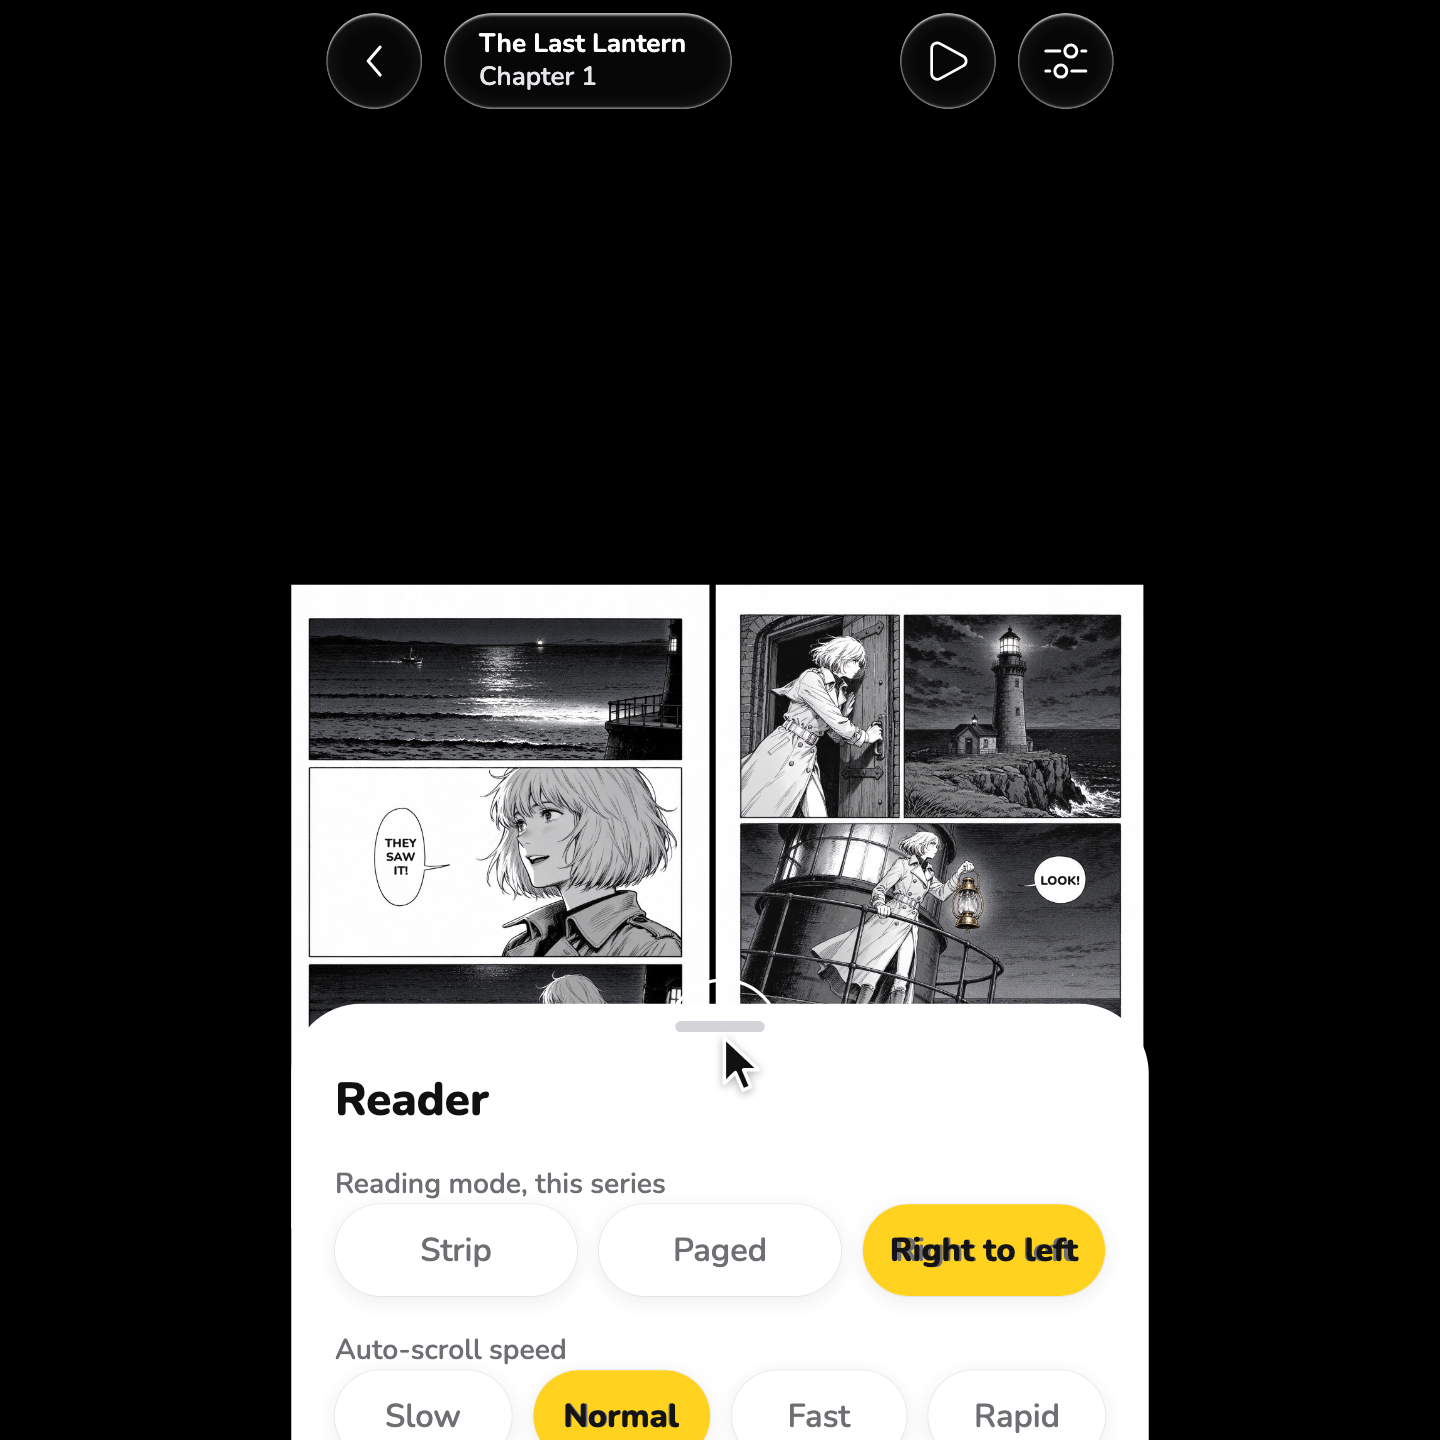 The Last Lantern
Chapter 1
THEY
SAW
IT!
LOOK!
Reader
Reading mode, this series
Strip
Paged
Right to left
Auto-scroll speed
Slow
Normal
Fast
Rapid